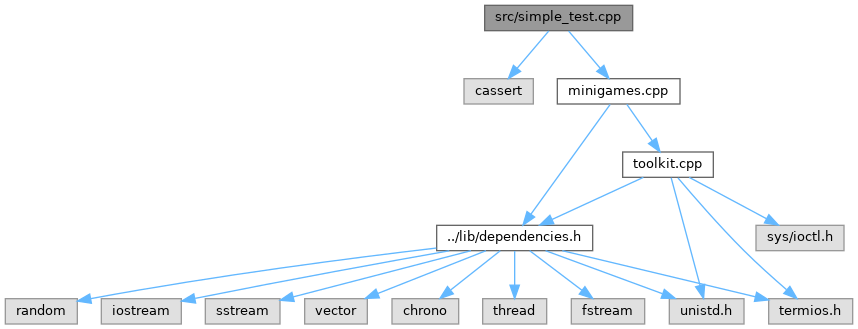 src/simple_test.cpp
cassert
minigames.cpp
toolkit.cpp
../lib/dependencies.h
sys/ioctl.h
random
iostream
sstream
vector
chrono
thread
fstream
unistd.h
termios.h